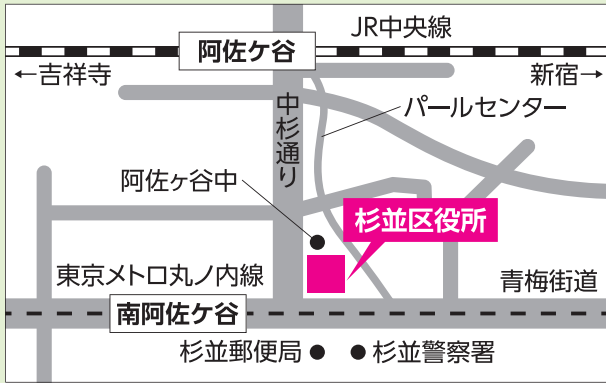 JR中央線
阿佐ケ谷
←吉祥寺
新宿→
中杉通り
パールセンター
阿佐ヶ谷中
杉並区役所
東京メトロ丸ノ内線
青梅街道
南阿佐ケ谷
杉並郵便局
杉並警察署